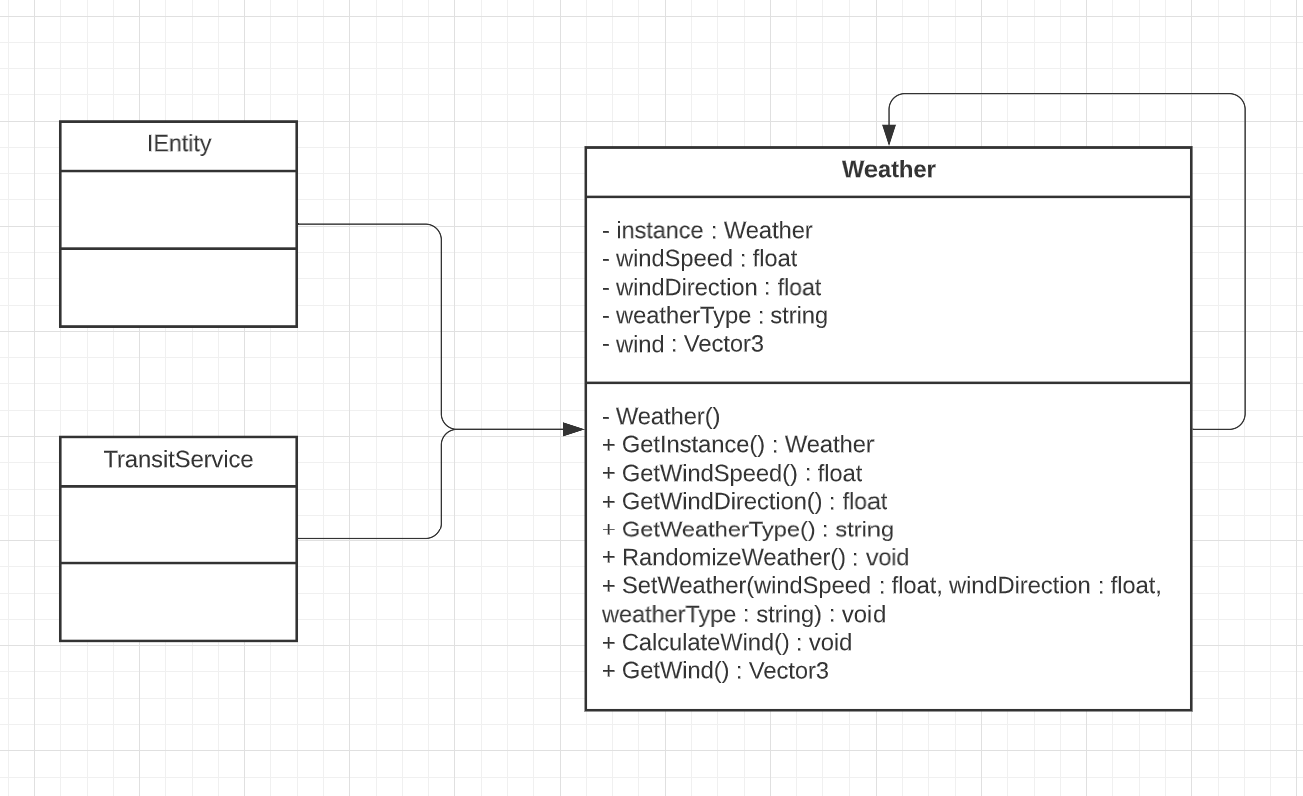 IEntity
TransitService
Weather
- instance : Weather
- windSpeed : float
- windDirection : float
- weatherType : string
- wind : Vector3
- Weather()
+ GetInstance() : Weather
+ GetWindSpeed() : float
+ GetWindDirection() : float
+ GetWeatherType() : string
+ RandomizeWeather() : void
+ SetWeather(windSpeed : float, windDirection : float,
weatherType : string) : void
+ CalculateWind() : void
+ GetWind() : Vector3